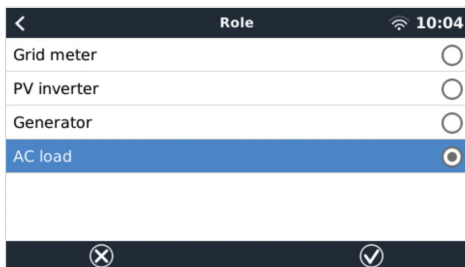 Role
10:04
Grid meter
PV inverter
Generator
AC load